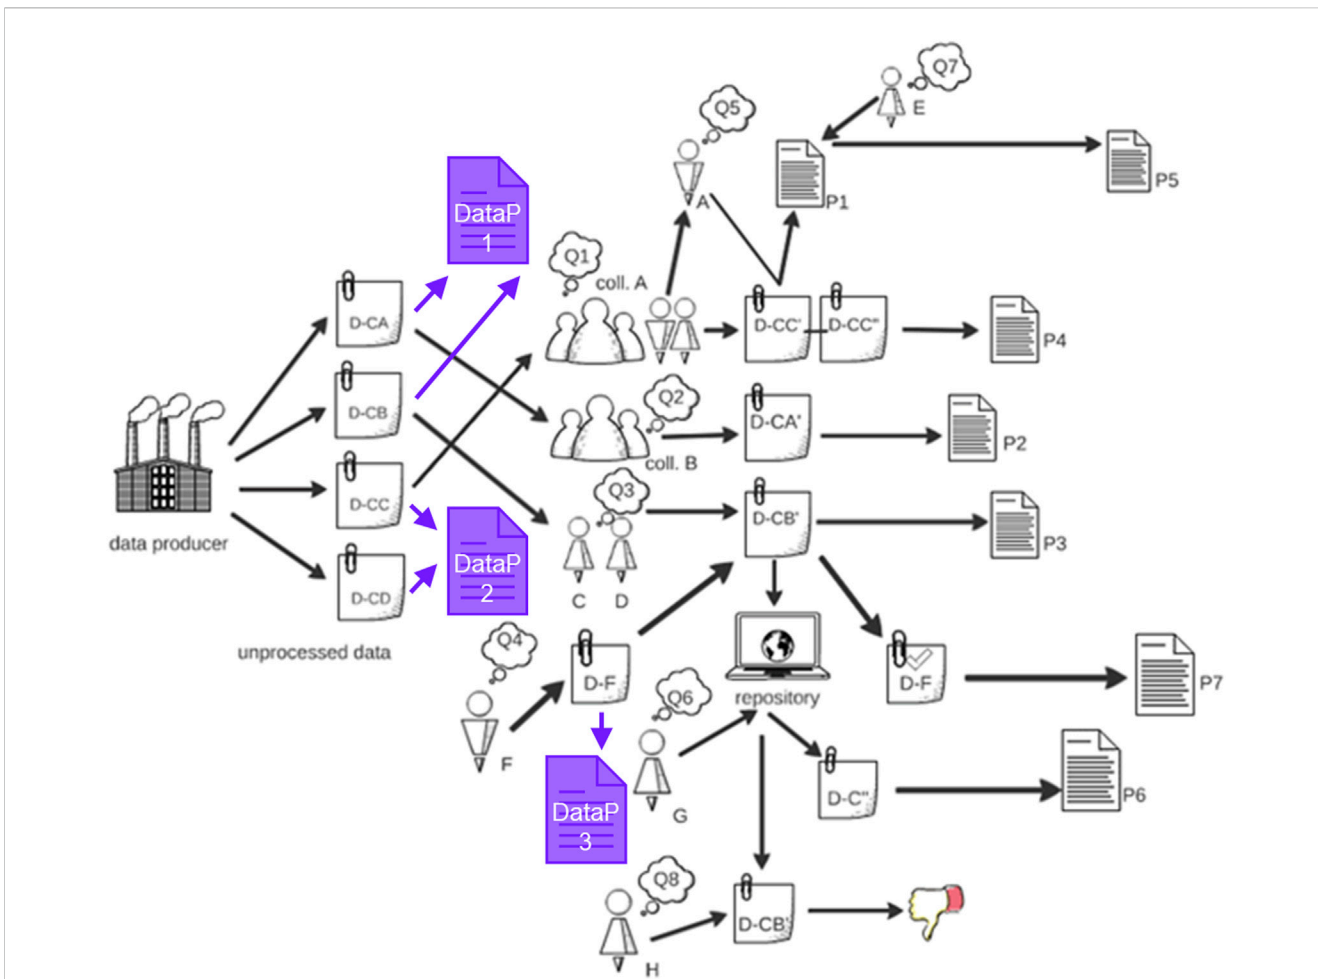 Q7
E
Q5
A
P1
P5
DataP
1
Q1
coll. A
D-CA
D-CC'
D-CC"
P4
D-CB
Q2
D-CA'
P2
coll. B
D-CC
Q3
D-CB'
P3
data producer
DataP
2
D-CD
C
D
unprocessed data
Q4
D-F
Q6
repository
D-F
P7
F
G
D-C"
P6
DataP
3
Q8
D-CB'
H